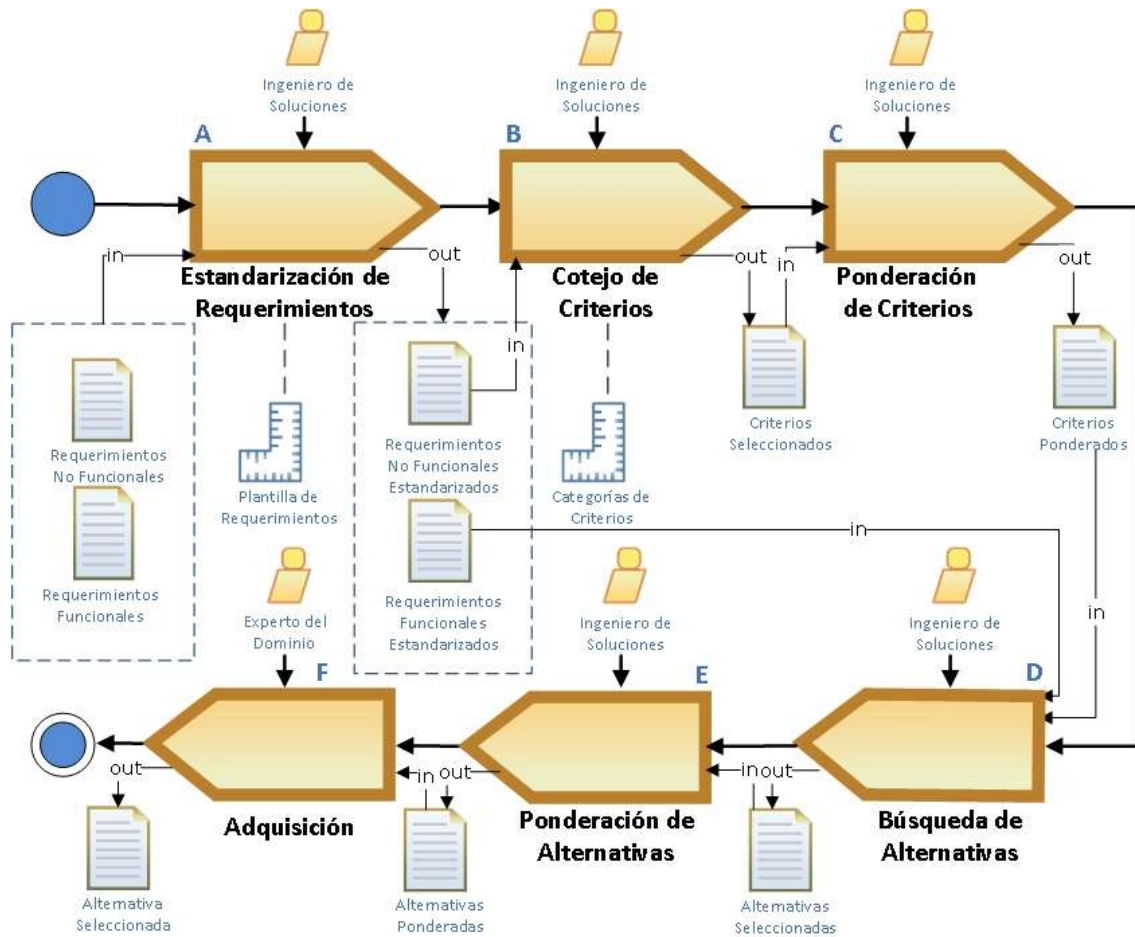 Ingeniero de
Soluciones
Ingeniero de
Soluciones
Ingeniero de
Soluciones
A
B
C
in
out
Estandarización de
Requerimientos
in
out
Cotejo de
Criterios
in
out
Ponderación
de Criterios
Requerimientos
No Funcionales
Requerimientos
Funcionales
Plantilla de
Requerimientos
Requerimientos
No Funcionales
Estandarizados
Requerimientos
Funcionales
Estandarizados
Categorías de
Criterios
Criterios
Seleccionados
Criterios
Ponderados
in
in
Experto del
Dominio
Ingeniero de
Soluciones
Ingeniero de
Soluciones
F
E
D
out
in
out
in
out
Adquisición
Ponderación de
Alternativas
Búsqueda de
Alternativas
Alternativa
Seleccionada
Alternativas
Ponderadas
Alternativas
Seleccionadas